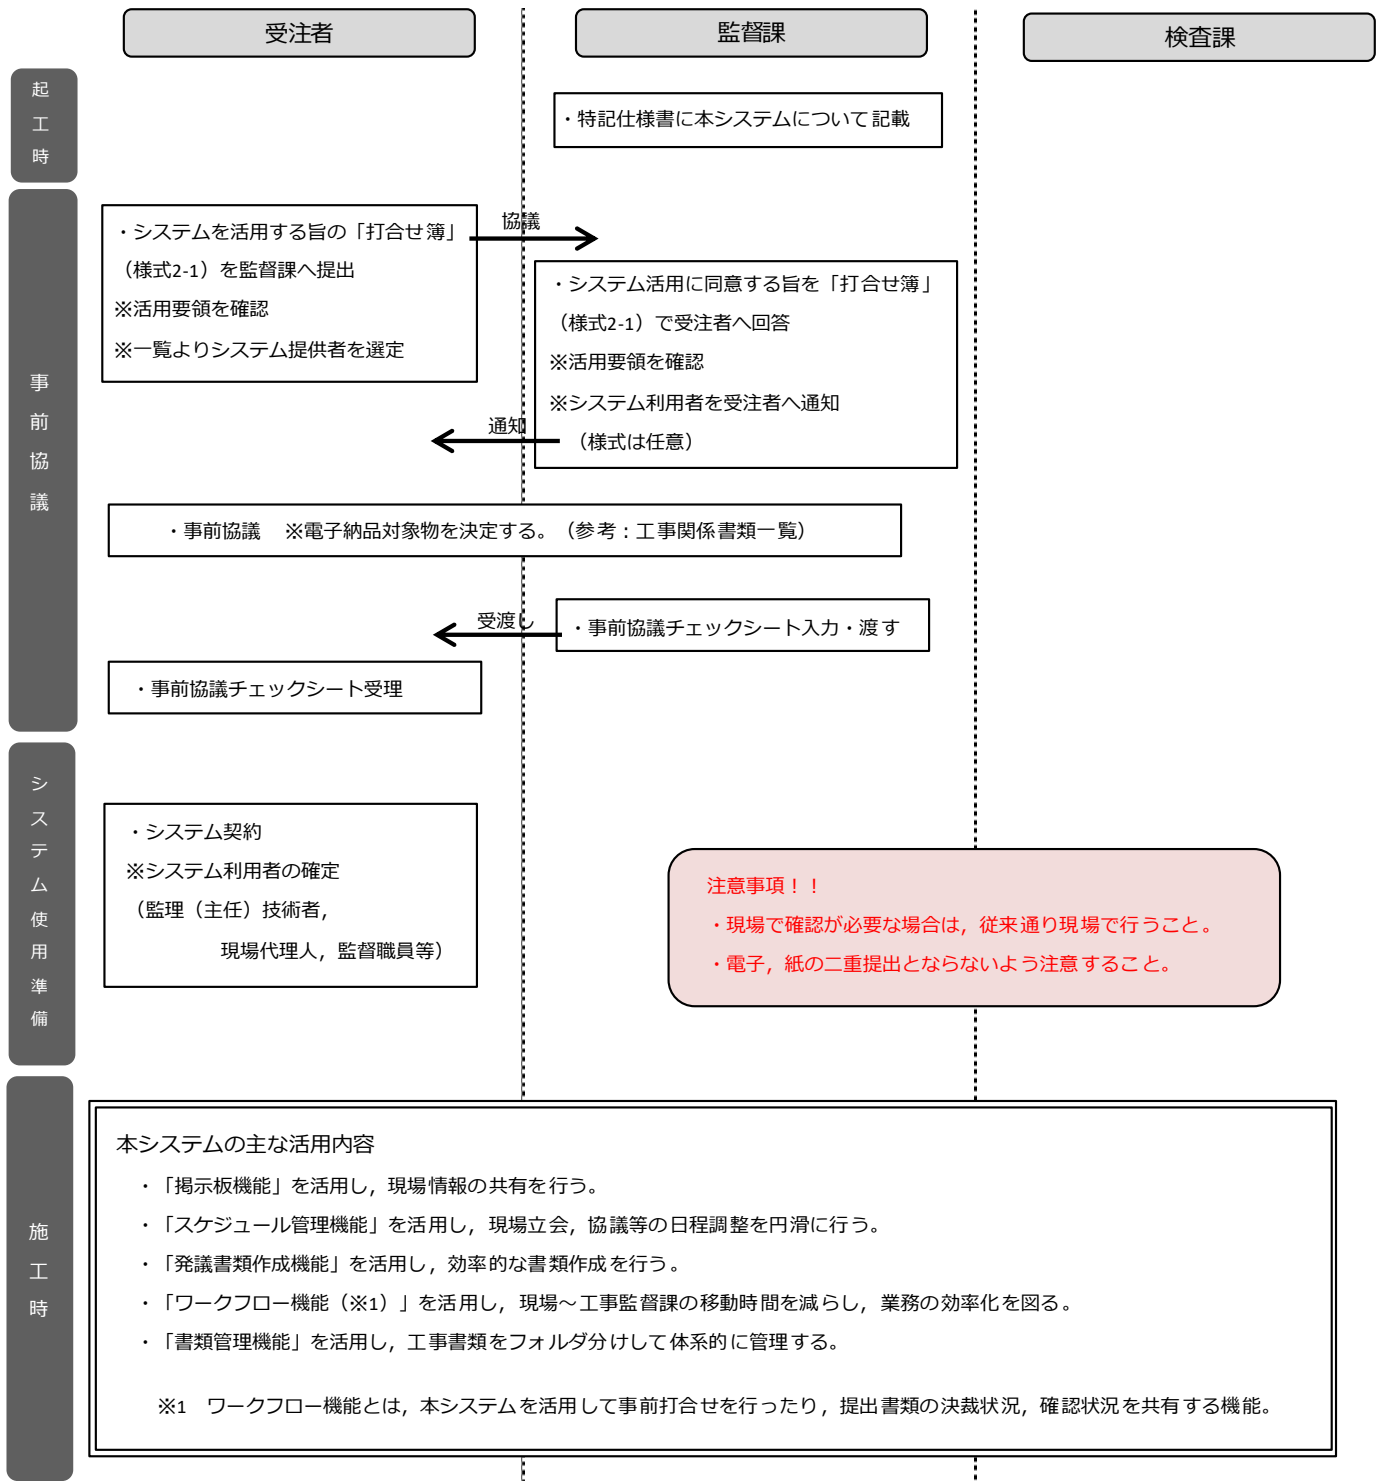 受注者
監督課
検査課
起工時
・特記仕様書に本システムについて記載
事前協議
・システムを活用する旨の「打合せ簿」
（様式2-1）を監督課へ提出
※活用要領を確認
※一覧よりシステム提供者を選定
協議
・システム活用に同意する旨を「打合せ簿」
（様式2-1）で受注者へ回答
※活用要領を確認
※システム利用者を受注者へ通知
（様式は任意）
通知
・事前協議　※電子納品対象物を決定する。（参考：工事関係書類一覧）
受渡し
・事前協議チェックシート入力・渡す
・事前協議チェックシート受理
システム使用準備
・システム契約
※システム利用者の確定
（監理（主任）技術者，
現場代理人，監督職員等）
注意事項！！
・現場で確認が必要な場合は，従来通り現場で行うこと。
・電子，紙の二重提出とならないよう注意すること。
施工時
本システムの主な活用内容
・「掲示板機能」を活用し，現場情報の共有を行う。
・「スケジュール管理機能」を活用し，現場立会，協議等の日程調整を円滑に行う。
・「発議書類作成機能」を活用し，効率的な書類作成を行う。
・「ワークフロー機能（※1）」を活用し，現場～工事監督課の移動時間を減らし，業務の効率化を図る。
・「書類管理機能」を活用し，工事書類をフォルダ分けして体系的に管理する。
※1　ワークフロー機能とは，本システムを活用して事前打合せを行ったり，提出書類の決裁状況，確認状況を共有する機能。